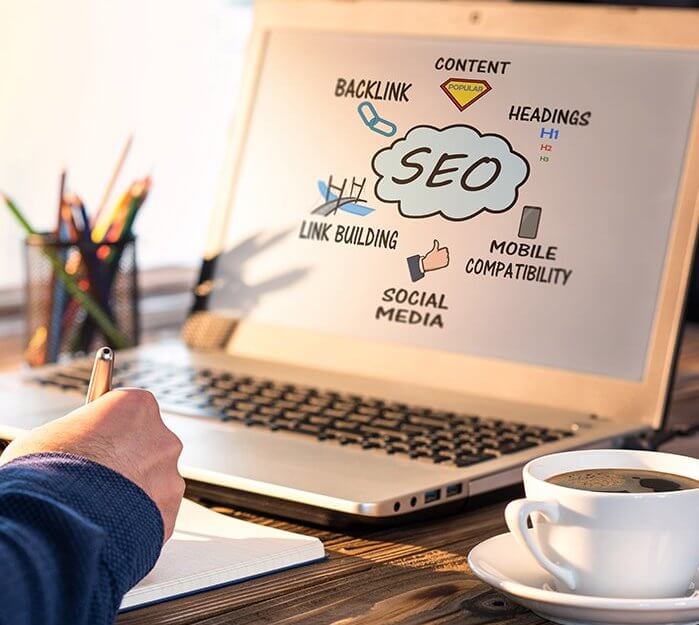 CONTENT
POPULAR
BACKLINK
HEADINGS
H1
H2
H3
SEO
LINK BUILDING
MOBILE
COMPATIBILITY
SOCIAL
MEDIA